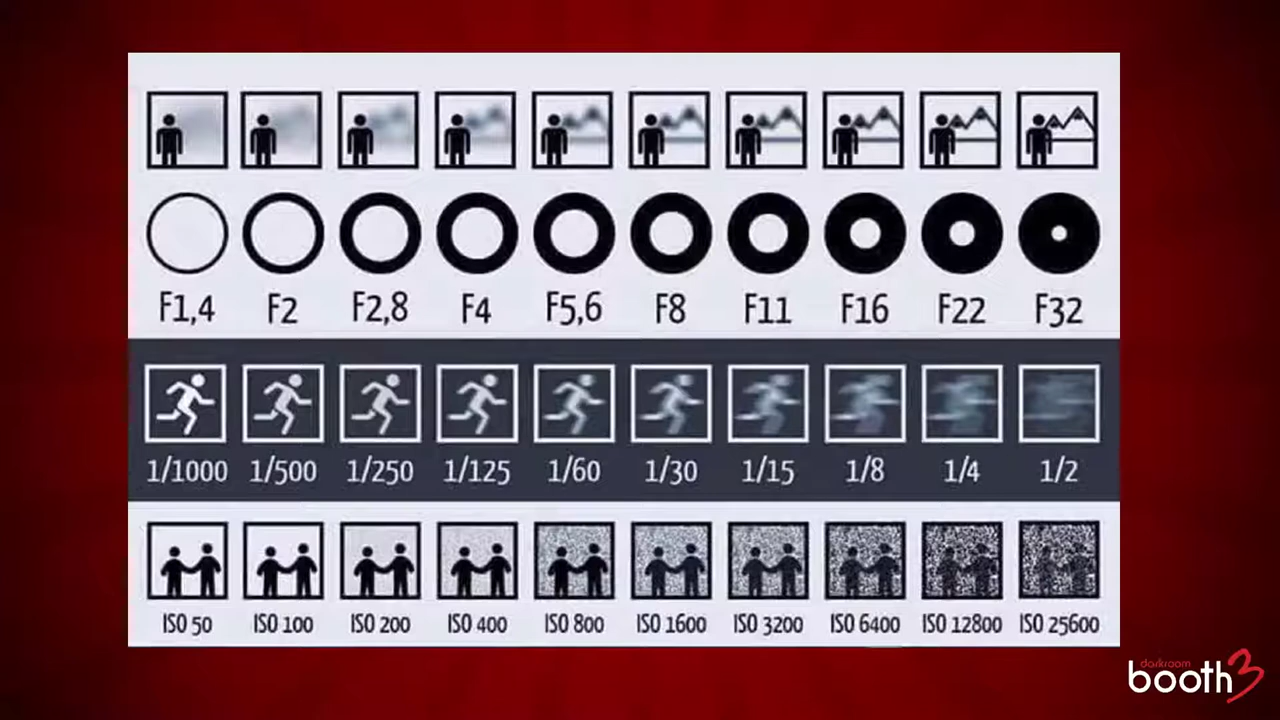 F1,4 F2 F2,8 F4 F5,6 F8 F11 F16 F22 F32
1/1000 1/500 1/250 1/125 1/60 1/30 1/15 1/8 1/4 1/2
ISO 50 ISO 100 ISO 200 ISO 400 ISO 800 ISO 1600 ISO 3200 ISO 6400 ISO 12800 ISO 25600
darkroom
booth3